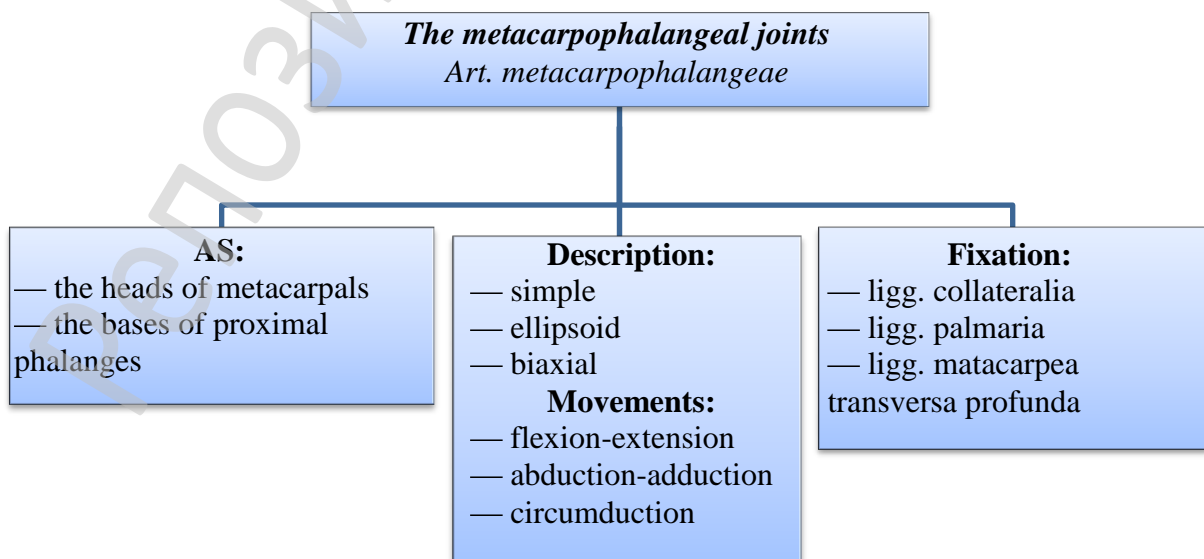 The metacarpophalangeal joints
Art. metacarpophalangeae
AS:
— the heads of metacarpals
— the bases of proximal
phalanges
Description:
— simple
— ellipsoid
— biaxial
Movements:
— flexion-extension
— abduction-adduction
— circumduction
Fixation:
— ligg. collateralia
— ligg. palmaria
— ligg. matacarpea
transversa profunda
Репози